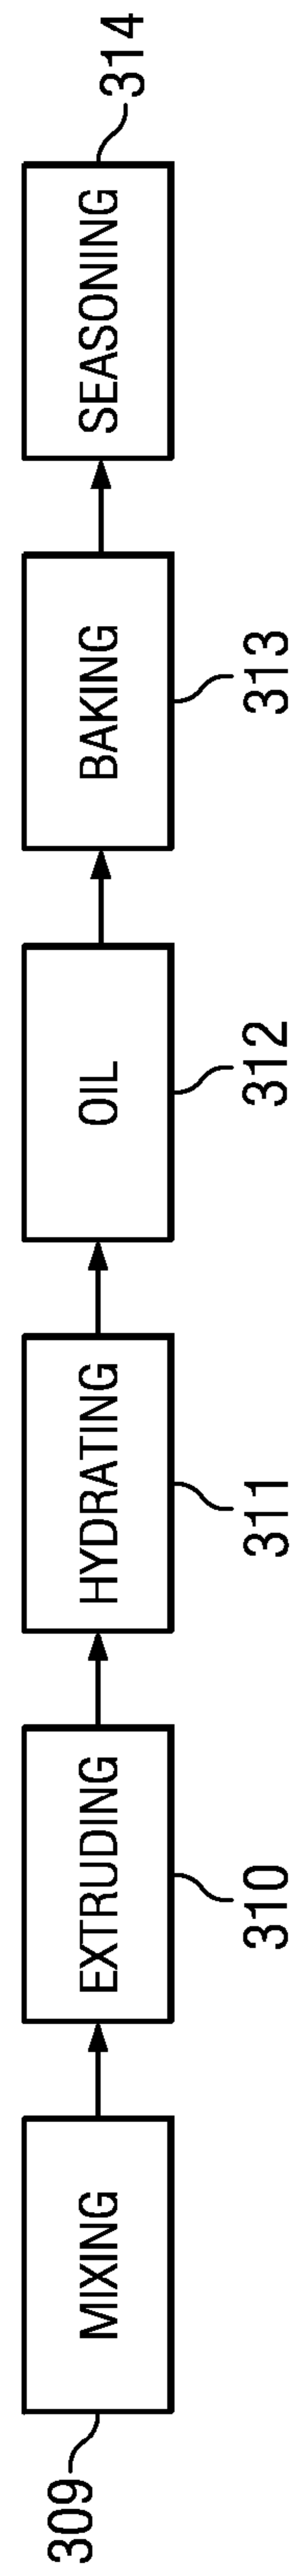 MIXING
309
EXTRUDING
310
HYDRATING
311
OIL
312
BAKING
313
SEASONING
314